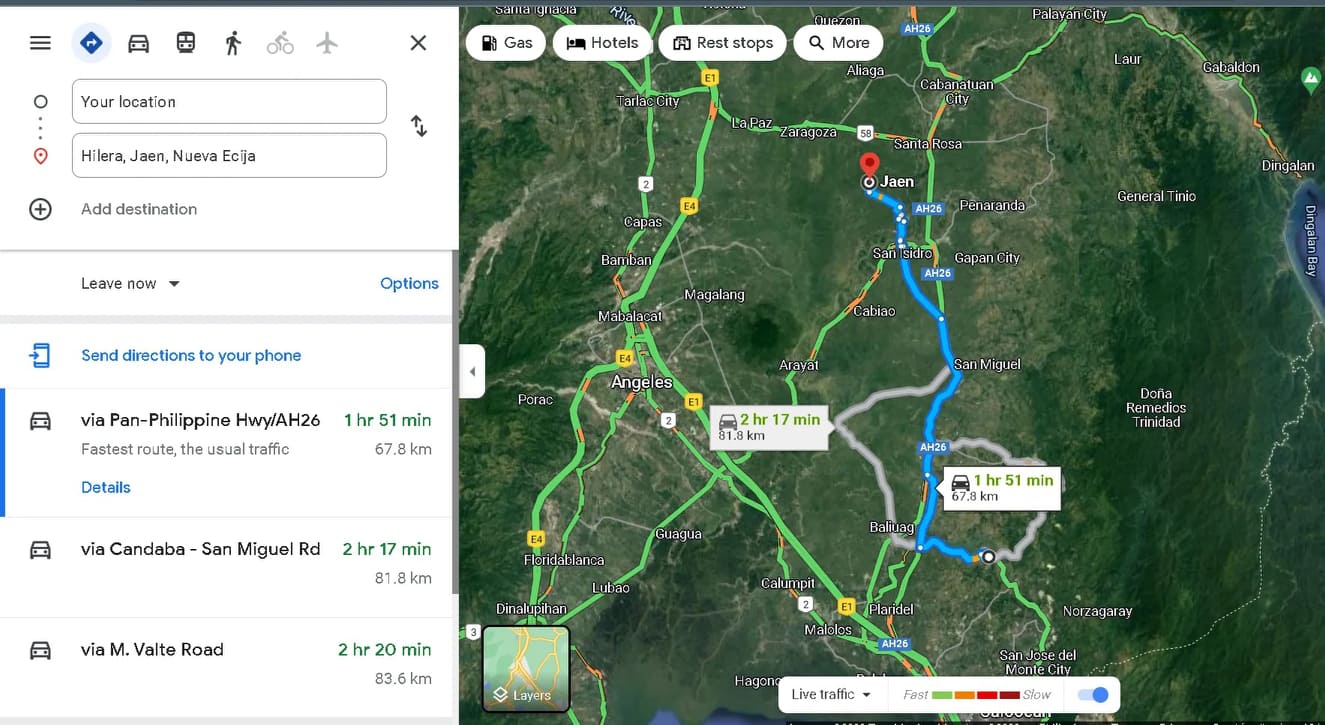 Your location
Hilera, Jaen, Nueva Ecija
Add destination
Leave now
Options
Send directions to your phone
via Pan-Philippine Hwy/AH26 1 hr 51 min
Fastest route, the usual traffic 67.8 km
Details
via Candaba - San Miguel Rd 2 hr 17 min
81.8 km
via M. Valte Road 2 hr 20 min
83.6 km
Gas
Hotels
Rest stops
More
Santa Ignacia
Quezon
AH26
Palayan City
Laur
Gabaldon
Aliaga
E1
Cabanatuan
City
Tarlac City
La Paz
Zaragoza
58
Santa Rosa
Dingalan
2
Jaen
General Tinio
E4
AH26
Penaranda
Capas
Dingalan Bay
San Isidro
Gapan City
Bamban
AH26
Magalang
Cabiao
Mabalacat
E4
Arayat
San Miguel
Angeles
Porac
E1
2
Doña
Remedios
Trinidad
2 hr 17 min
81.8 km
AH26
1 hr 51 min
67.8 km
Baliuag
Guagua
E4
Floridablanca
Lubao
Calumpit
2
E1
Plaridel
Norzagaray
Dinalupihan
3
Malolos
AH26
San Jose del
Monte City
Hagono
Layers
Live traffic
Fast
Slow